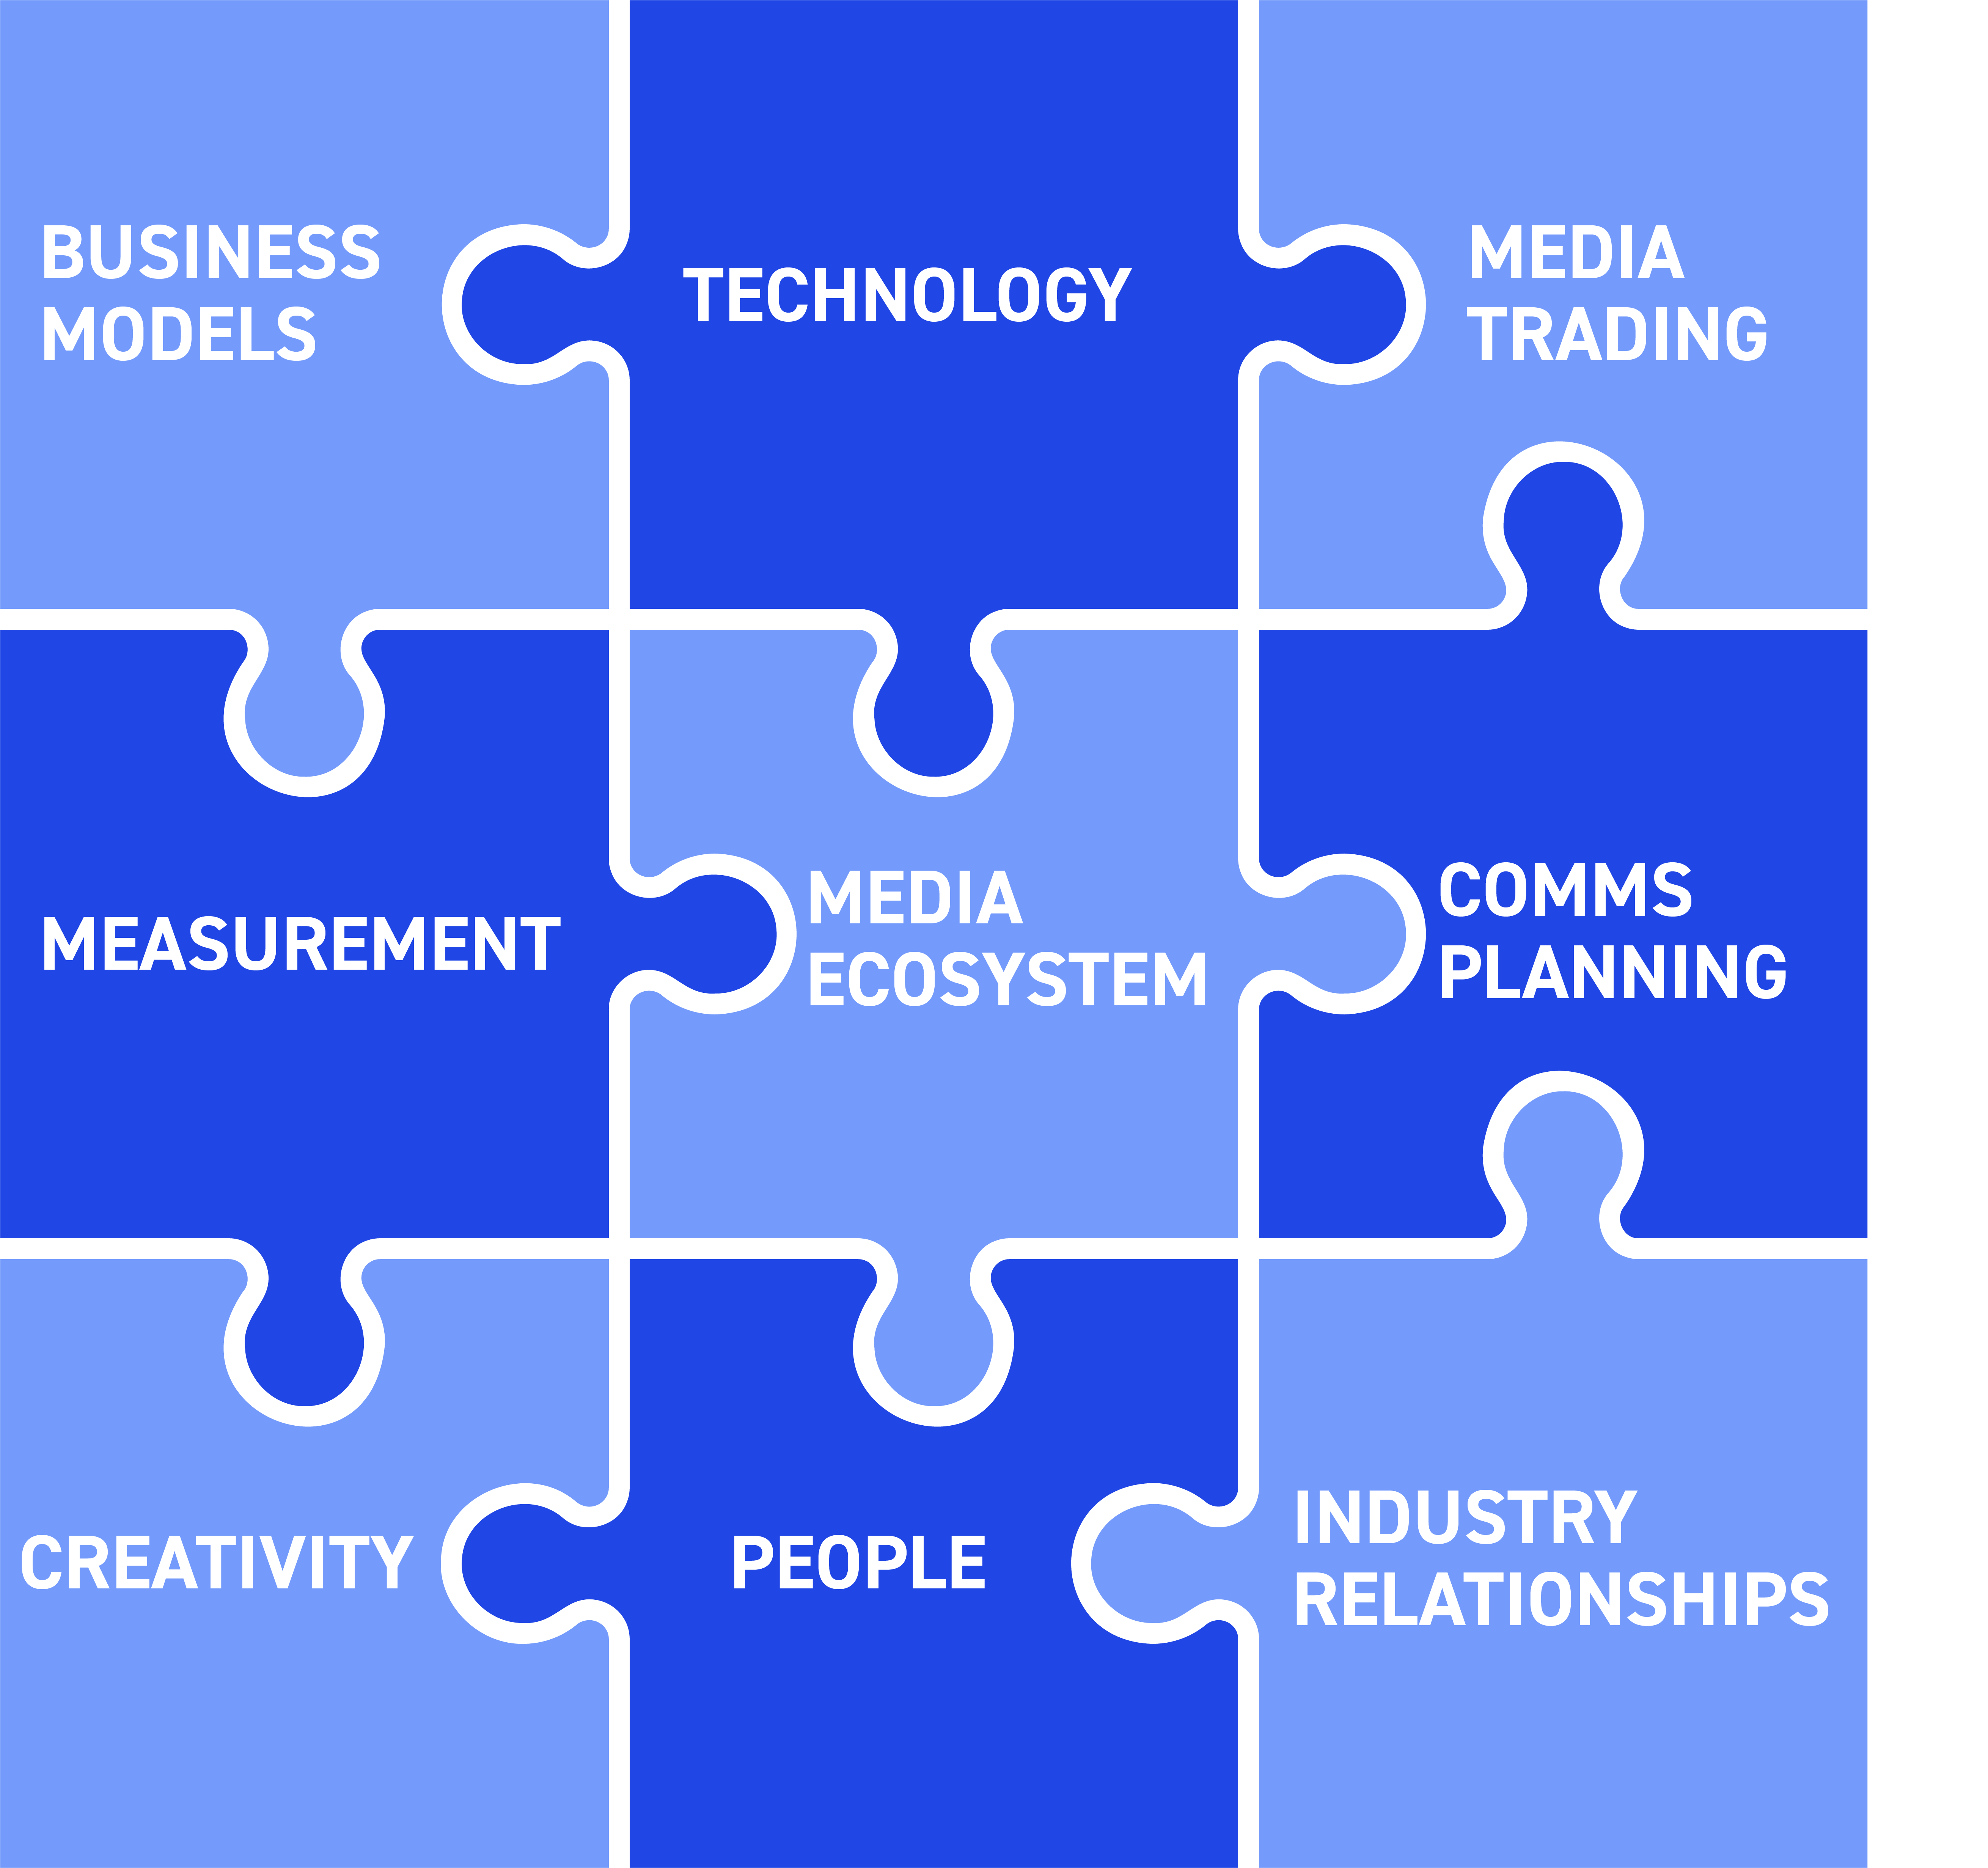 BUSINESS
MODELS
TECHNOLOGY
MEDIA
TRADING
MEASUREMENT
MEDIA
ECOSYSTEM
COMMS
PLANNING
CREATIVITY
PEOPLE
INDUSTRY
RELATIONSHIPS